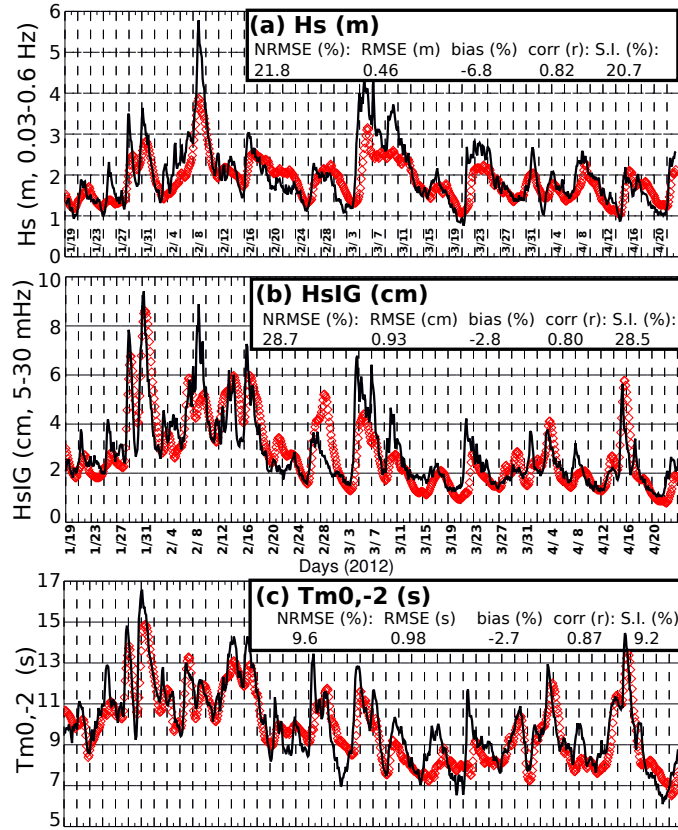 (a) Hs (m)
NRMSE (%): RMSE (m) bias (%) corr (r): S.I. (%):
21.8 0.46 -6.8 0.82 20.7
Hs (m, 0.03-0.6 Hz)
6
5
4
3
2
1
0
1/19 1/23 1/27 1/31 2/ 4 2/ 8 2/12 2/16 2/20 2/24 2/28 3/ 3 3/ 7 3/11 3/15 3/19 3/23 3/27 3/31 4/ 4 4/ 8 4/12 4/16 4/20
(b) HsIG (cm)
NRMSE (%): RMSE (cm) bias (%) corr (r): S.I. (%):
28.7 0.93 -2.8 0.80 28.5
HsIG (cm, 5-30 mHz)
10
8
6
4
2
0
1/19 1/23 1/27 1/31 2/ 4 2/ 8 2/12 2/16 2/20 2/24 2/28 3/ 3 3/ 7 3/11 3/15 3/19 3/23 3/27 3/31 4/ 4 4/ 8 4/12 4/16 4/20
Days (2012)
(c) Tm0,-2 (s)
NRMSE (%): RMSE (s) bias (%) corr (r): S.I. (%):
9.6 0.98 -2.7 0.87 9.2
Tm0,-2 (s)
17
15
13
11
9
7
5